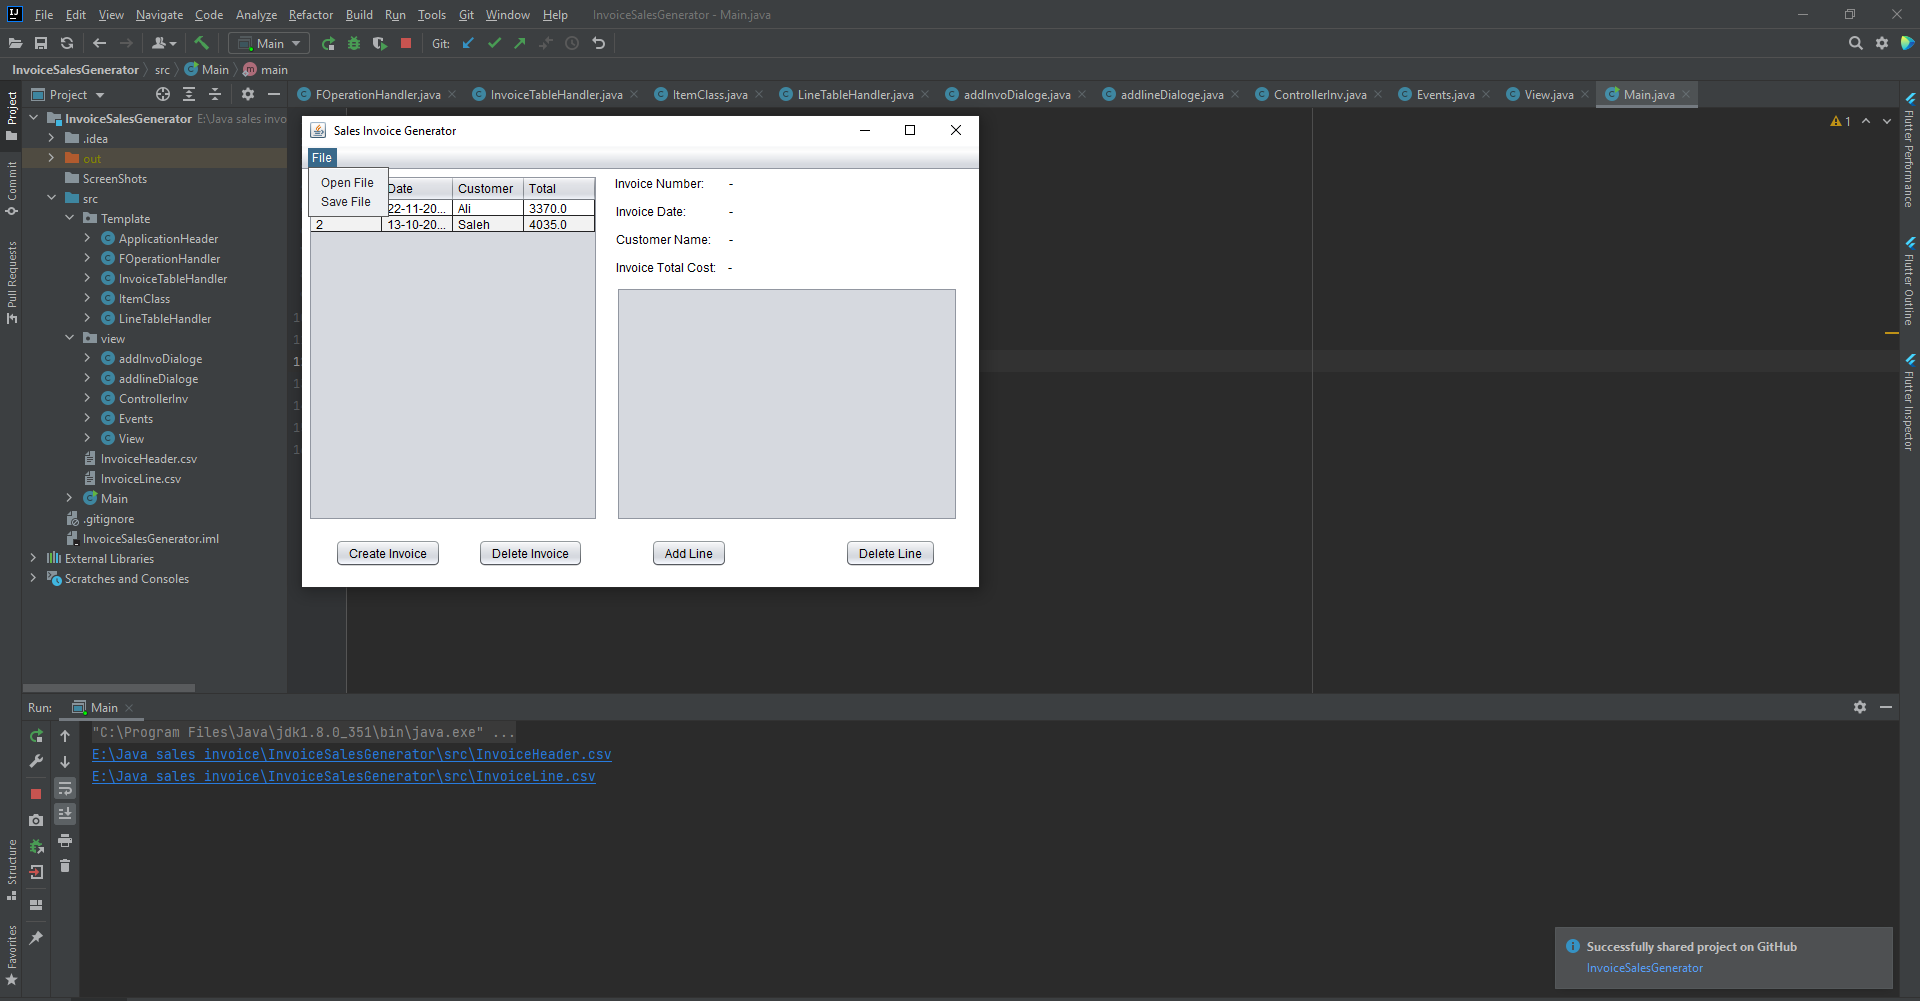 File Edit View Navigate Code Analyze Refactor Build Run Tools Git Window Help InvoiceSalesGenerator - Main.java
Main Git:
InvoiceSalesGenerator src Main main
Project
FOperationHandler.java InvoiceTableHandler.java ItemClass.java LineTableHandler.java addInvoDialoge.java addlineDialoge.java ControllerInv.java Events.java View.java Main.java
Project
Commit
Pull Requests
Structure
Favorites
InvoiceSalesGenerator E:\Java sales invo
.idea
out
ScreenShots
src
Template
ApplicationHeader
FOperationHandler
InvoiceTableHandler
ItemClass
LineTableHandler
view
addInvoDialoge
addlineDialoge
ControllerInv
Events
View
InvoiceHeader.csv
InvoiceLine.csv
Main
.gitignore
InvoiceSalesGenerator.iml
External Libraries
Scratches and Consoles
1
1
1
1
1
1
1
Sales Invoice Generator
File
Open File
Save File
Date Customer Total
22-11-20... Ali 3370.0
2 13-10-20... Saleh 4035.0
Invoice Number: -
Invoice Date: -
Customer Name: -
Invoice Total Cost: -
Create Invoice Delete Invoice Add Line Delete Line
1
Flutter Performance
Flutter Outline
Flutter Inspector
Run: Main
"C:\Program Files\Java\jdk1.8.0_351\bin\java.exe" ...
E:\Java sales invoice\InvoiceSalesGenerator\src\InvoiceHeader.csv
E:\Java sales invoice\InvoiceSalesGenerator\src\InvoiceLine.csv
Successfully shared project on GitHub
InvoiceSalesGenerator